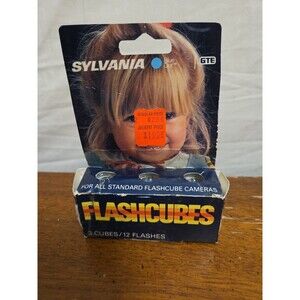 SYLVANIA
GTE
FOR ALL STANDARD FLASHCUBE CAMERAS
FLASHCUBES
3 CUBES/12 FLASHES